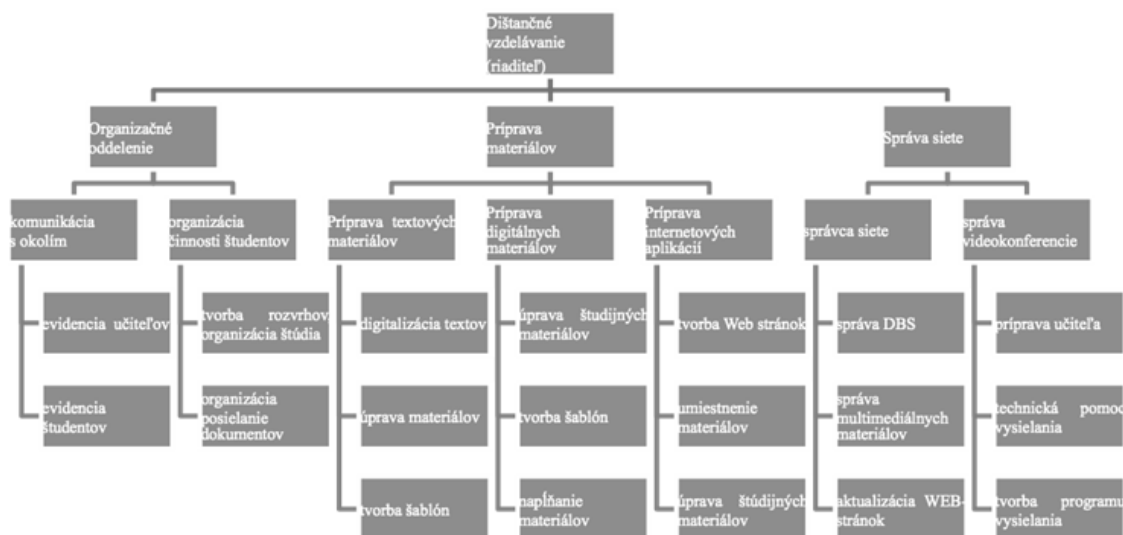 Dištančné
vzdelávanie
(riaditeľ)
Organizačné
oddelenie
Príprava
materiálov
Správa siete
komunikácia
s okolím
organizácia
činnosti študentov
Príprava textových
materiálov
Príprava
digitálnych
materiálov
Príprava
internetových
aplikácií
správca siete
správa
videokonferencie
evidencia učiteľov
tvorba rozvrhov,
organizácia štúdia
digitalizácia textov
úprava študijných
materiálov
tvorba Web stránok
správa DBS
príprava učiteľa
evidencia
študentov
organizácia
posielanie
dokumentov
úprava materiálov
tvorba šablón
umiestnenie
materiálov
správa
multimediálnych
materiálov
technická pomoc
vysielania
tvorba šablón
napĺňanie
materiálov
úprava štúdijných
materiálov
aktualizácia WEB-
stránok
tvorba programu
vysielania